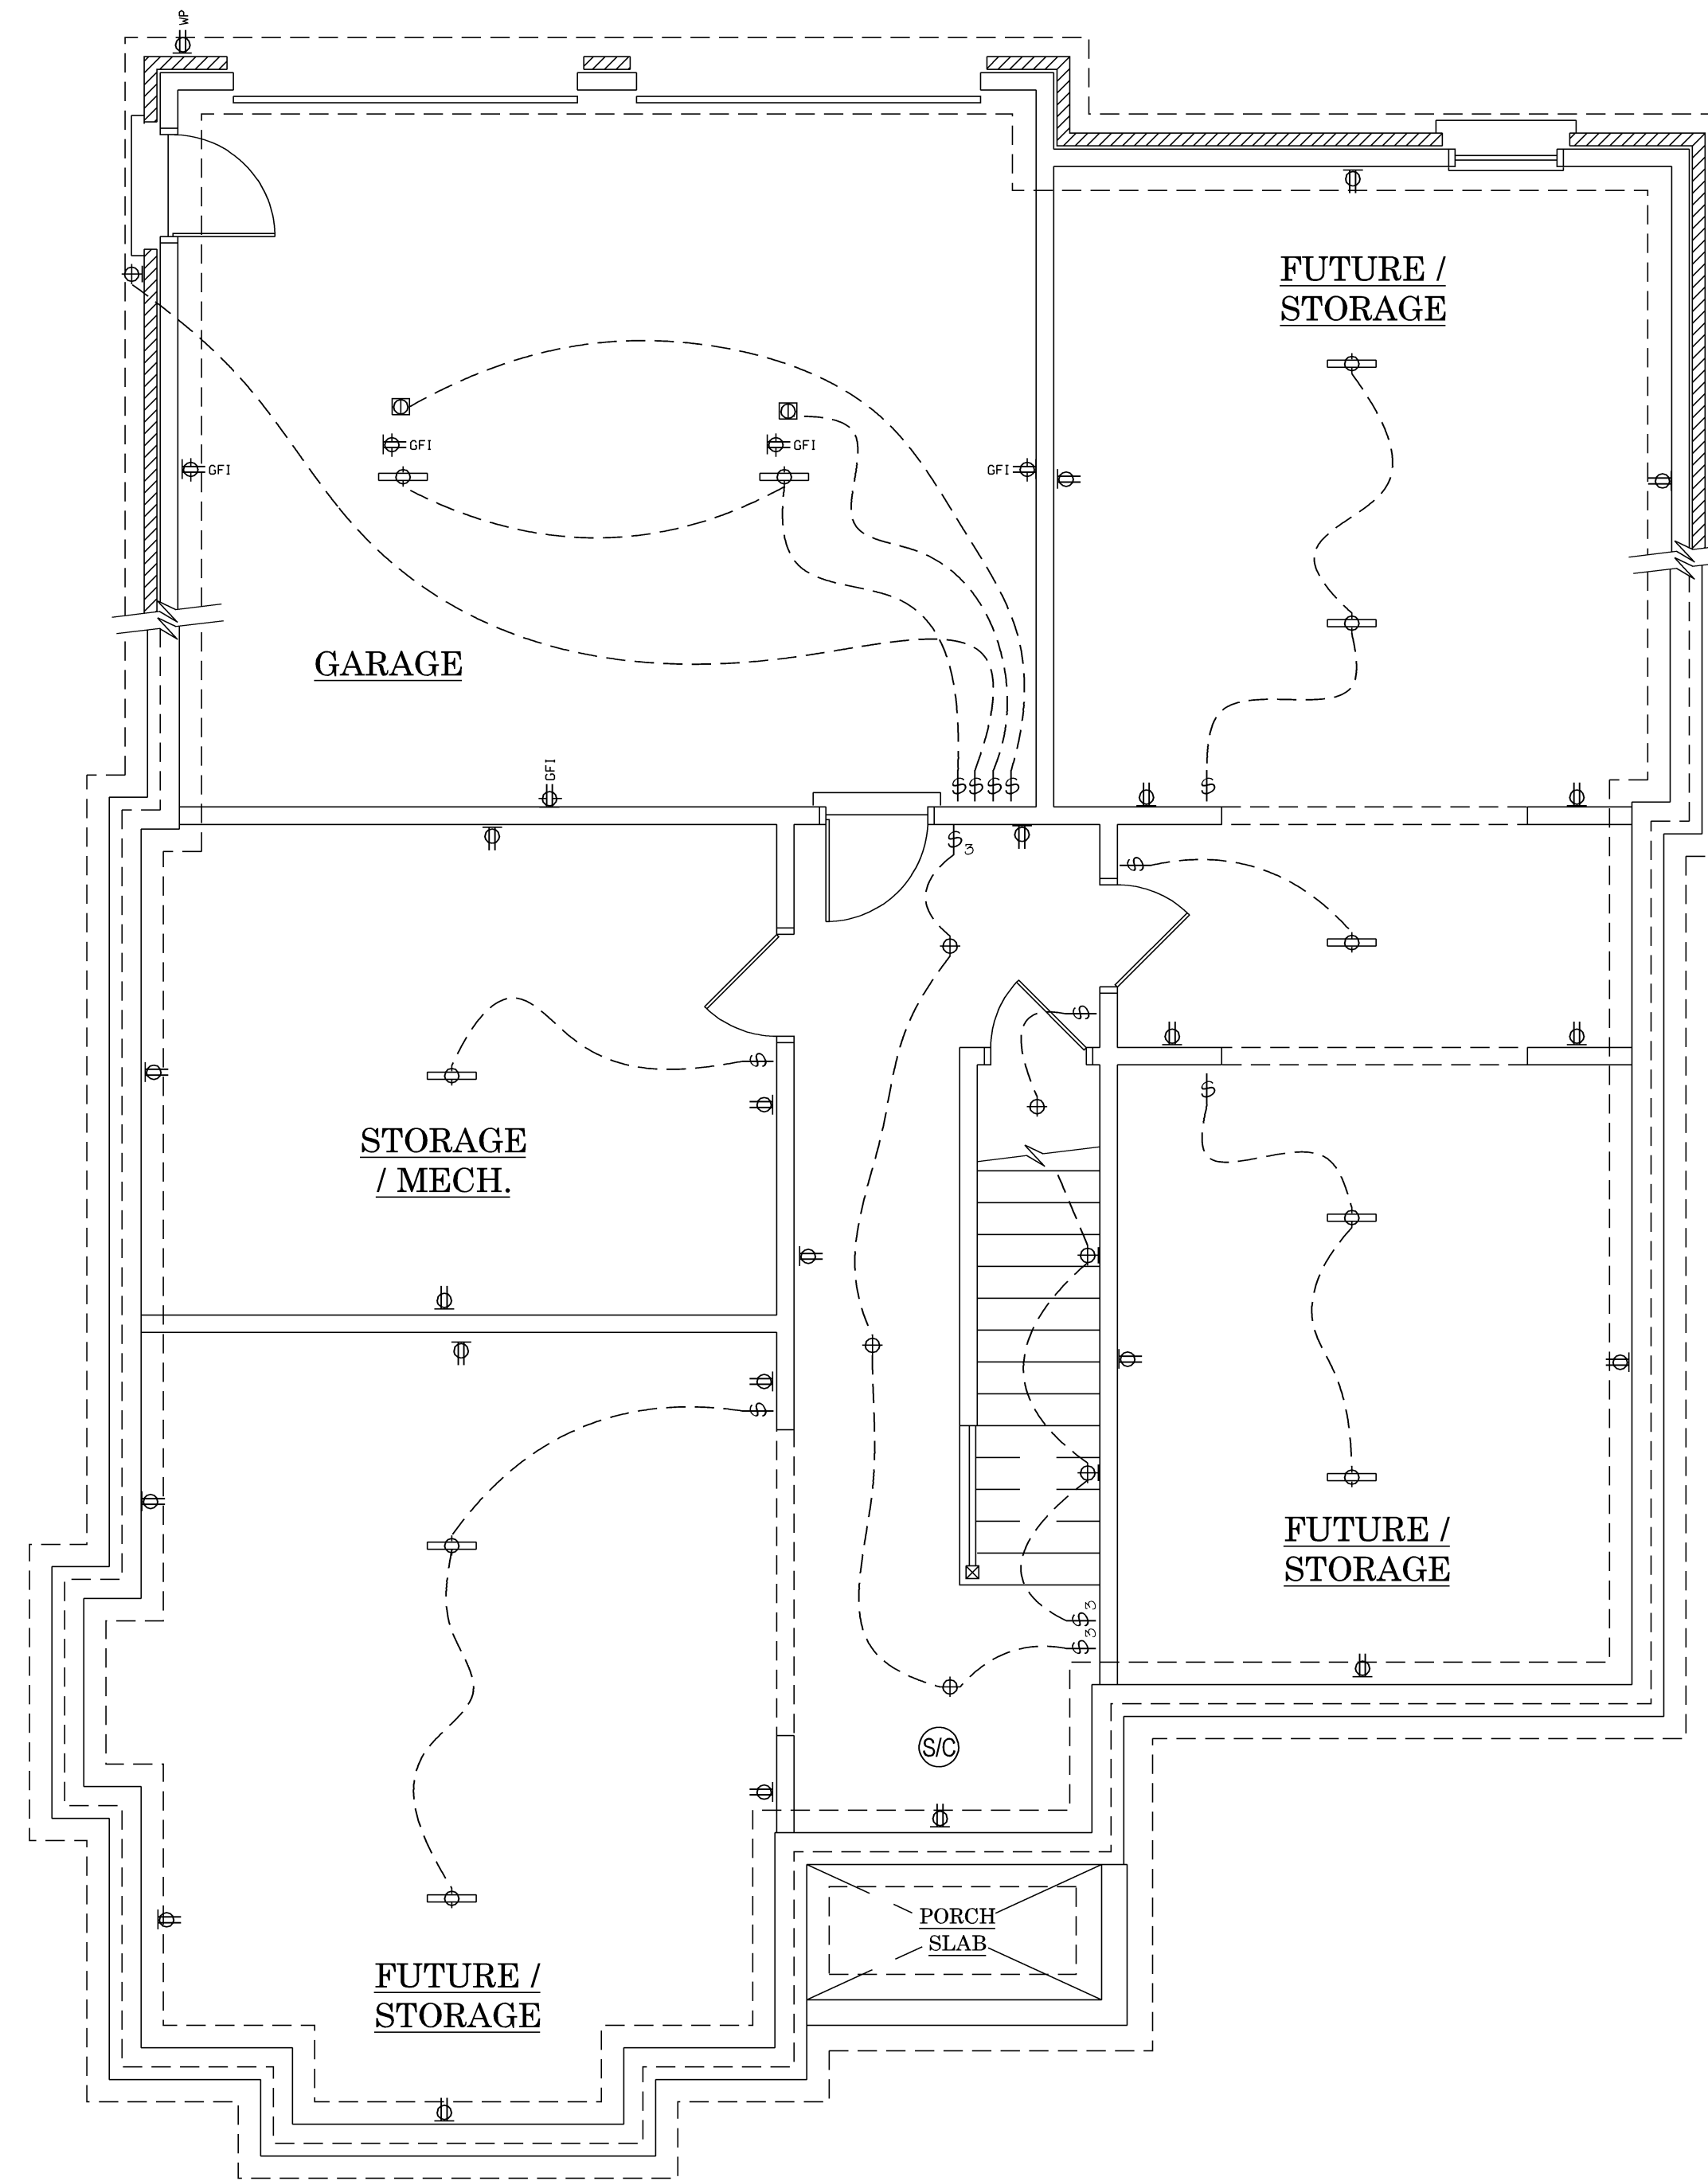 WP
FUTURE /
STORAGE
GFI
GFI
GFI
GFI
GARAGE
GFI
$ $ $ $
$
$3
$
$
$
$
STORAGE
/ MECH.
$
$
FUTURE /
STORAGE
$3
$3
S/C
PORCH
SLAB
FUTURE /
STORAGE